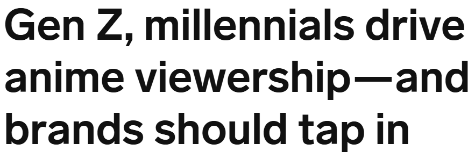 Gen Z, millennials drive
anime viewership—and
brands should tap in